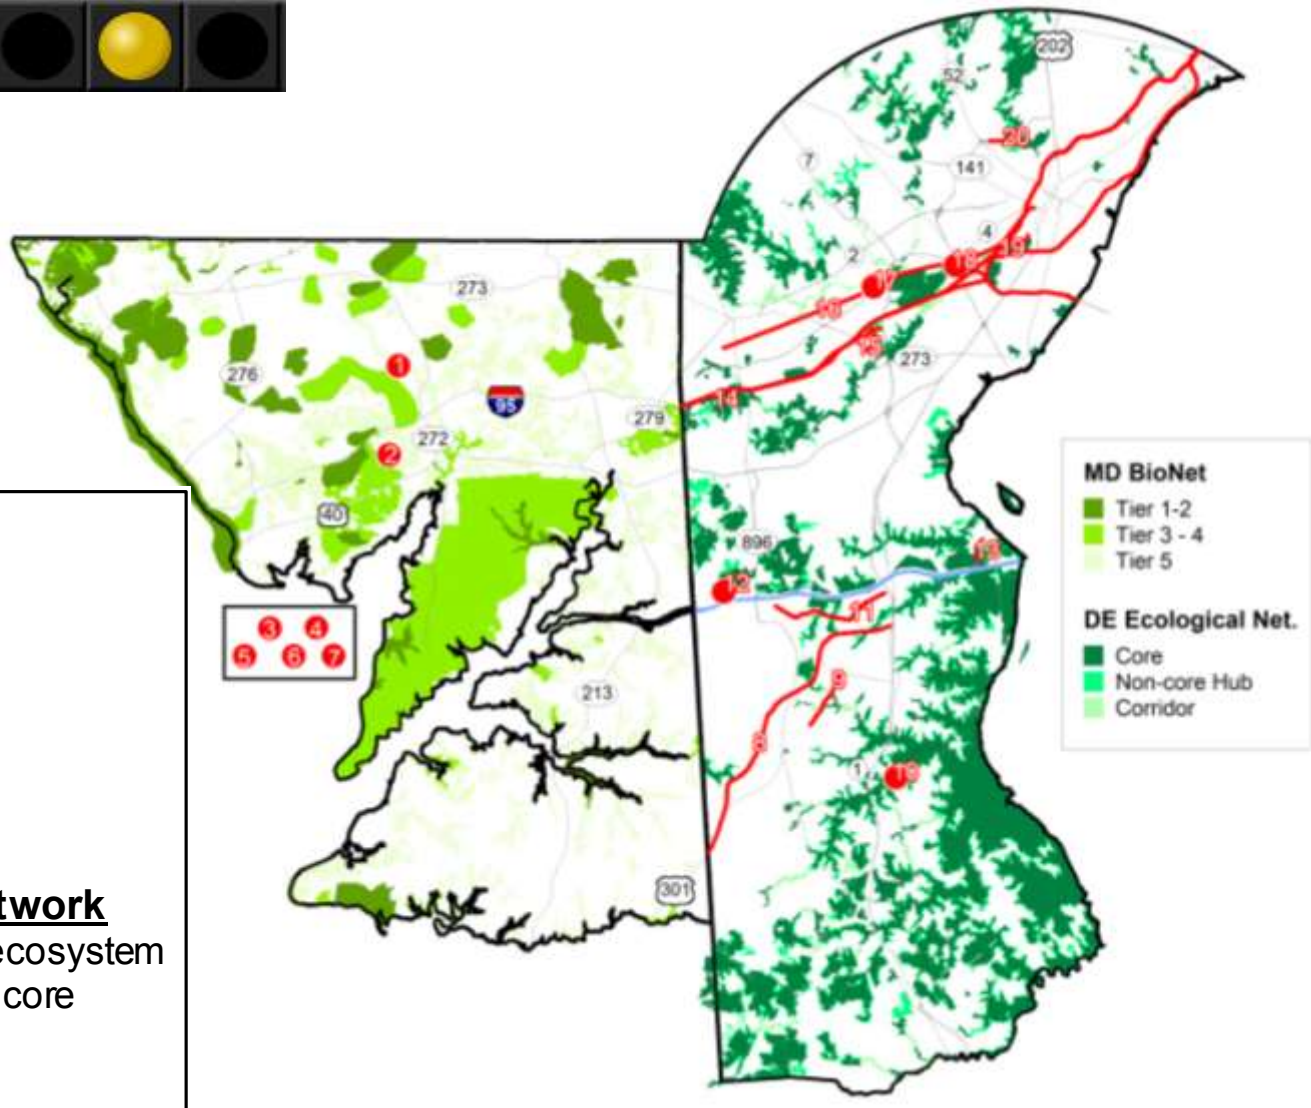 202
52
20
7
141
4
2
19
18
17
273
16
15
273
276
1
95
14
279
272
2
MD BioNet
Tier 1-2
Tier 3 - 4
Tier 5
40
896
13
12
DE Ecological Net.
Core
Non-core Hub
Corridor
11
3 4
5 6 7
213
9
8
1
10
301
twork
ecosystem
core